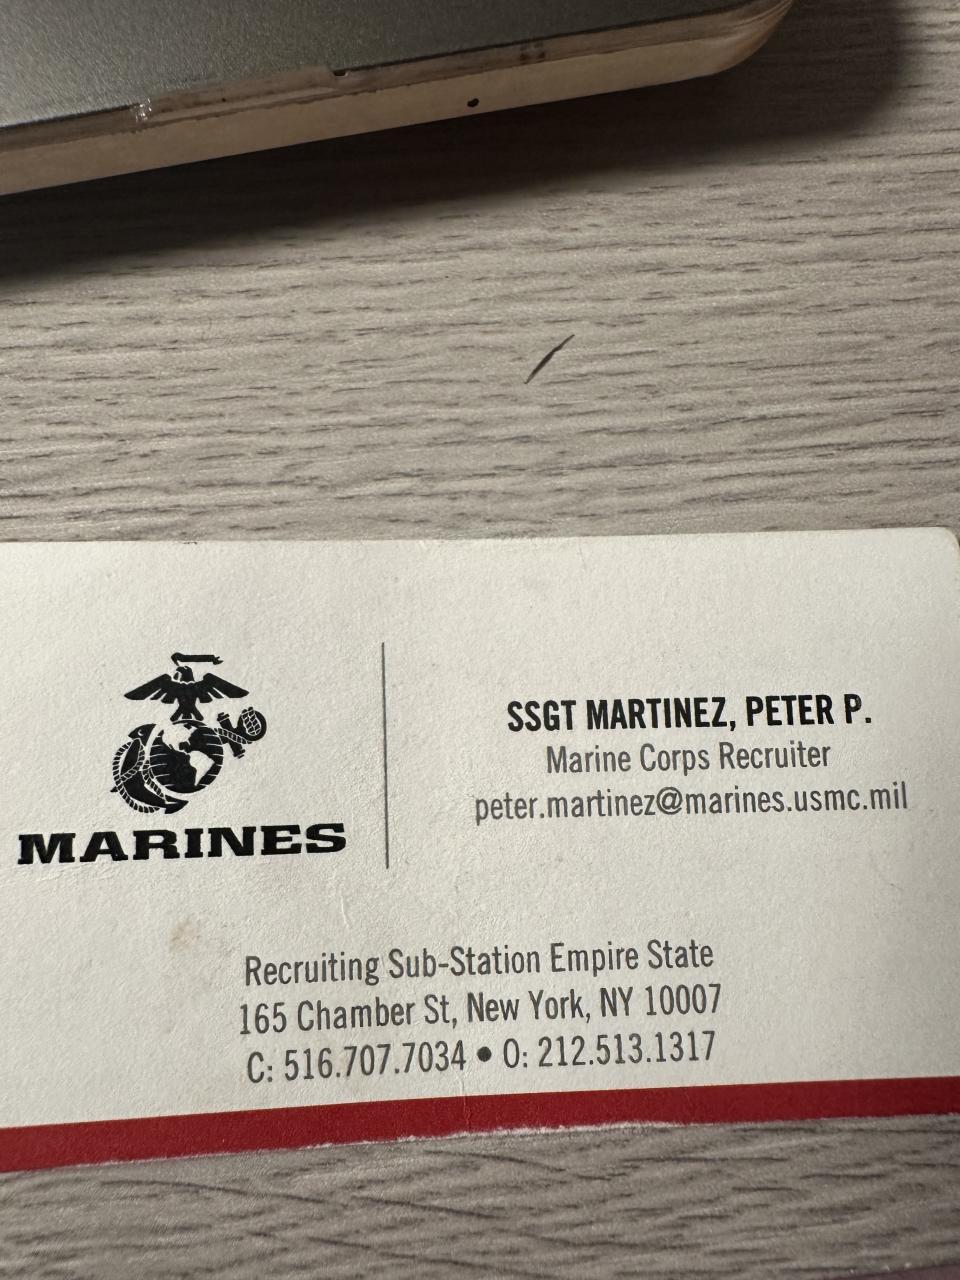 MARINES
SSGT MARTINEZ, PETER P.
Marine Corps Recruiter
peter.martinez@marines.usmc.mil
Recruiting Sub-Station Empire State
165 Chamber St, New York, NY 10007
C: 516.707.7034 • O: 212.513.1317